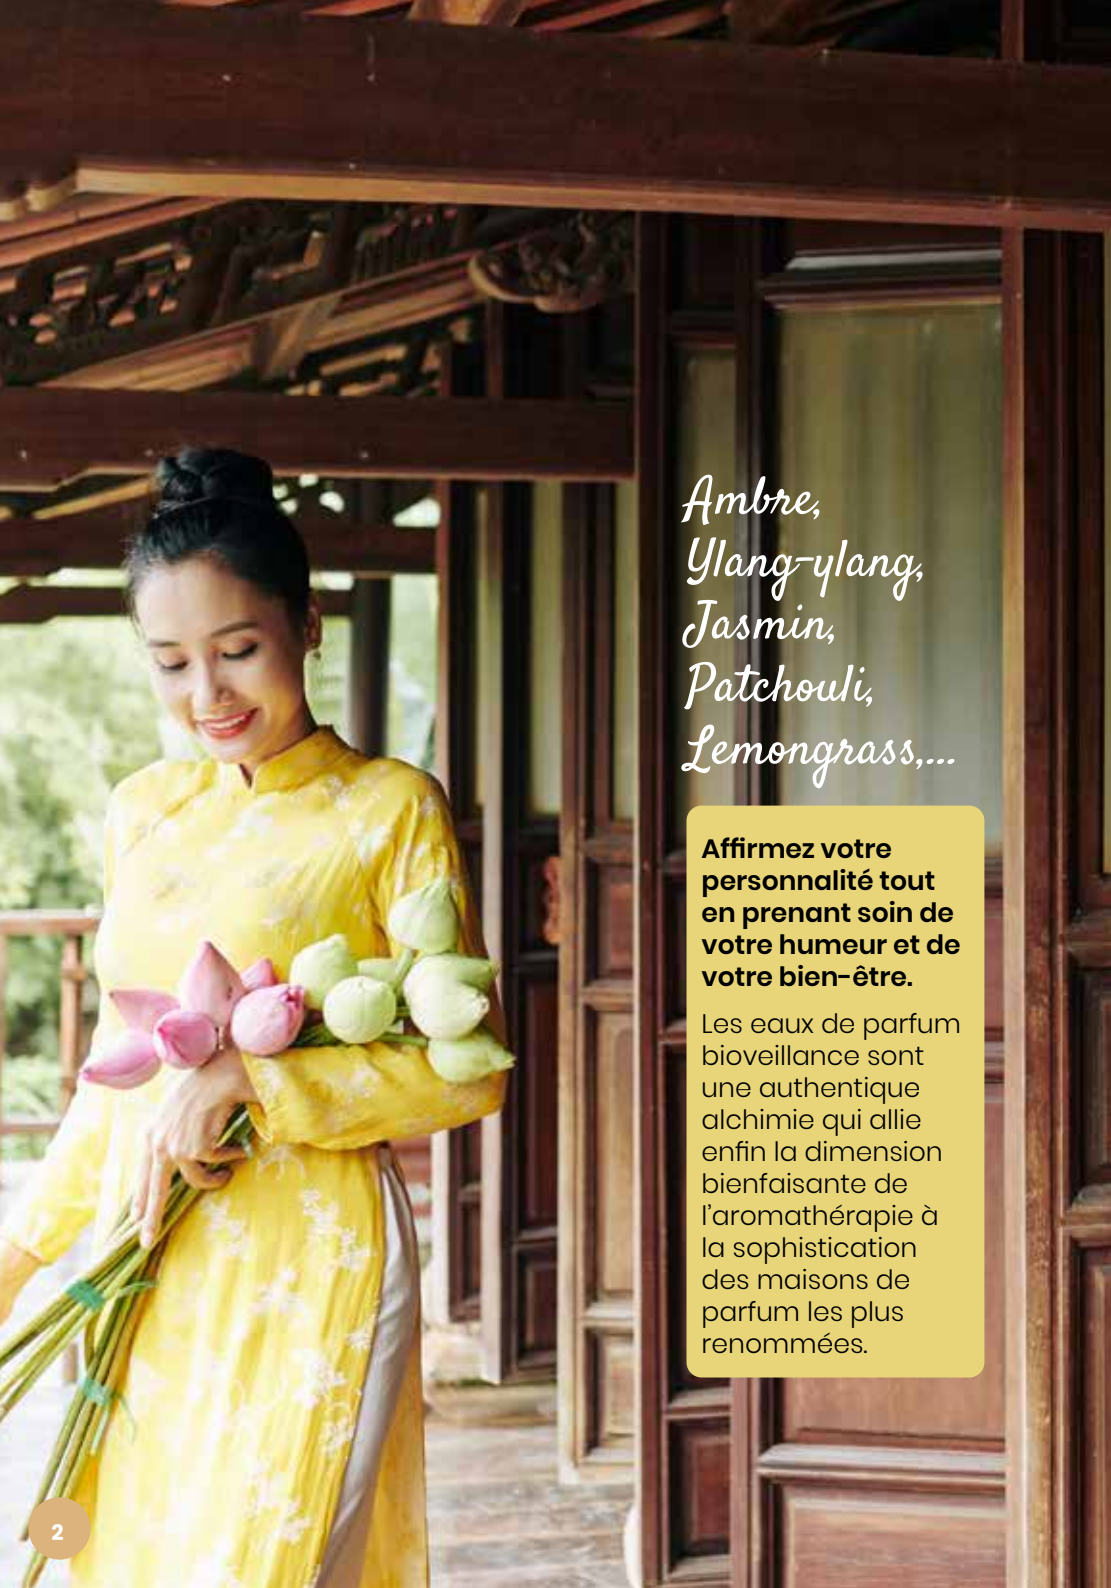 Ambre,
Ylang-ylang,
Jasmin,
Patchouli,
Lemongrass,...
Affirmez votre
personnalité tout
en prenant soin de
votre humeur et de
votre bien-être.
Les eaux de parfum
bioveillance sont
une authentique
alchimie qui allie
enfin la dimension
bienfaisante de
l’aromathérapie à
la sophistication
des maisons de
parfum les plus
renommées.
2